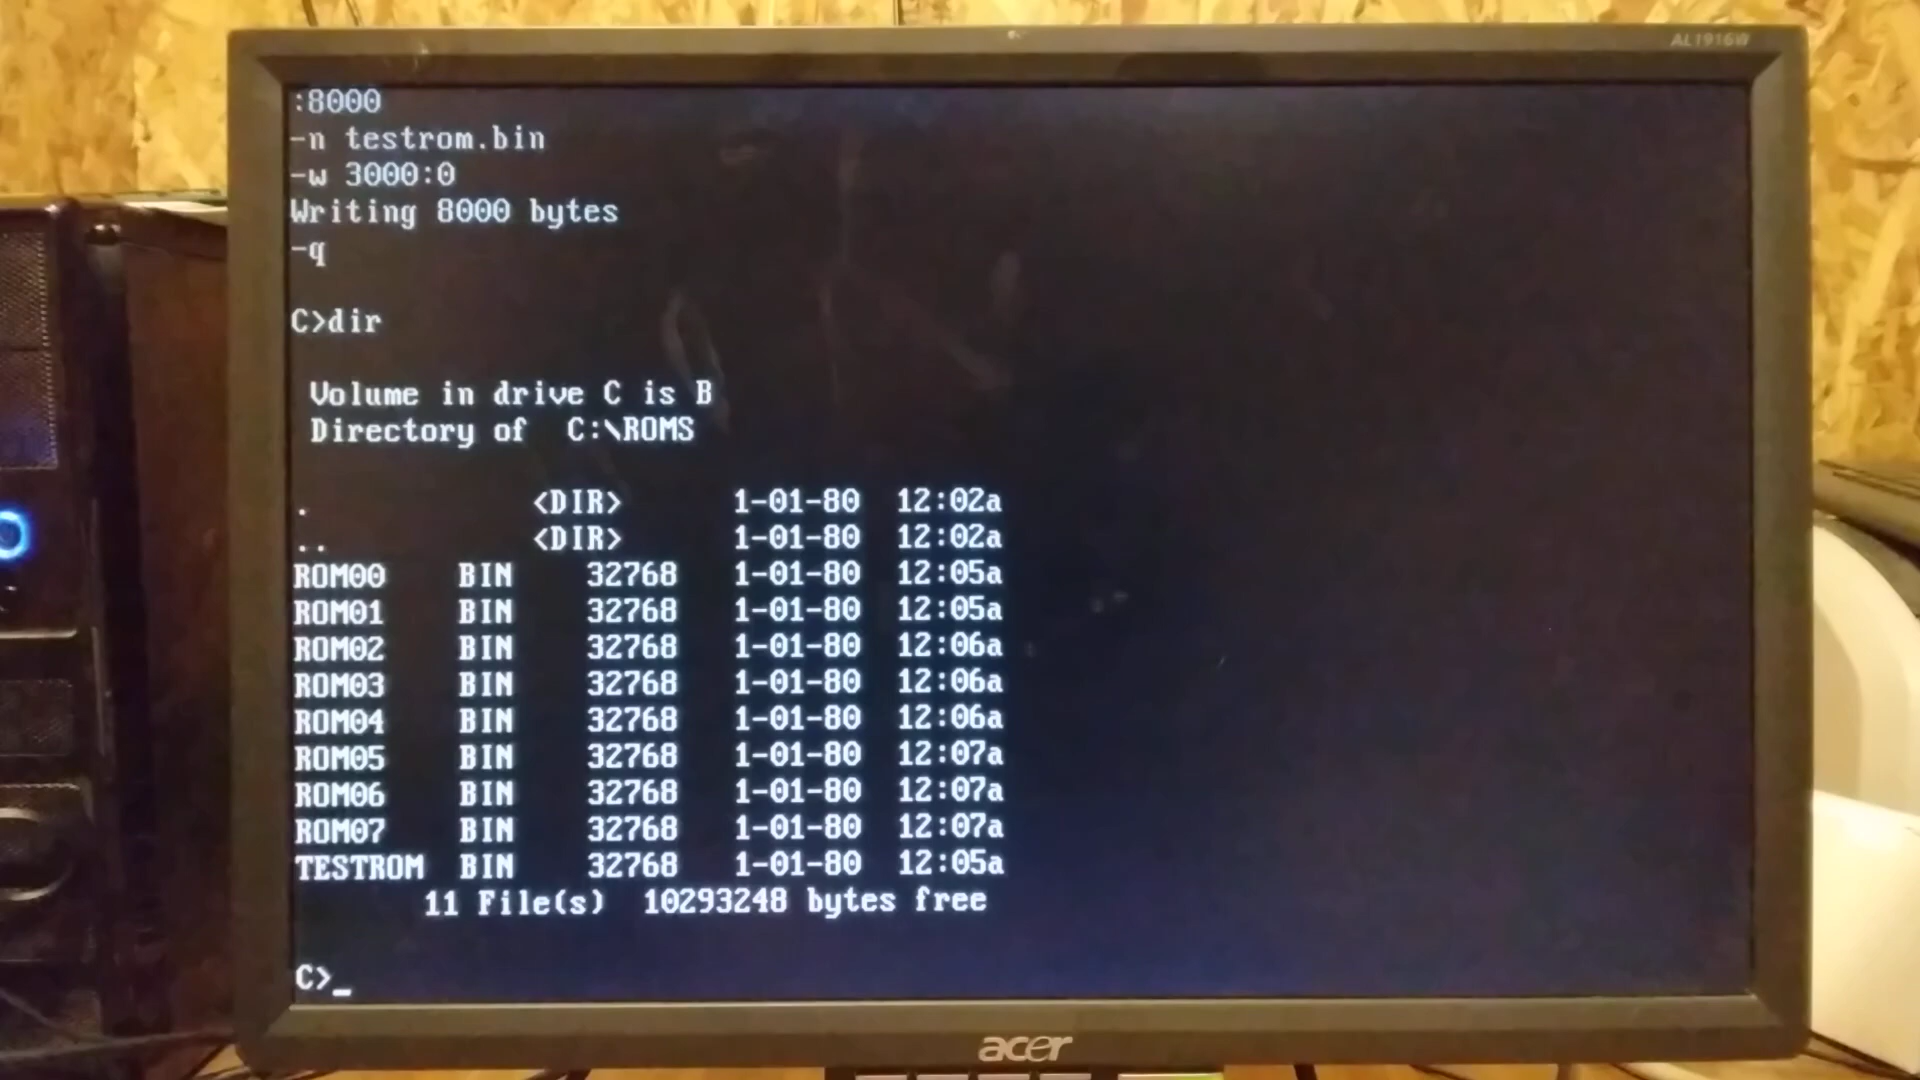 AL1916W
:8000
-n testrom.bin
-w 3000:0
Writing 8000 bytes
-q
C>dir
Volume in drive C is B
Directory of C:\ROMS
. <DIR> 1-01-80 12:02a
.. <DIR> 1-01-80 12:02a
ROM00 BIN 32768 1-01-80 12:05a
ROM01 BIN 32768 1-01-80 12:05a
ROM02 BIN 32768 1-01-80 12:06a
ROM03 BIN 32768 1-01-80 12:06a
ROM04 BIN 32768 1-01-80 12:06a
ROM05 BIN 32768 1-01-80 12:07a
ROM06 BIN 32768 1-01-80 12:07a
ROM07 BIN 32768 1-01-80 12:07a
TESTROM BIN 32768 1-01-80 12:05a
11 File(s) 10293248 bytes free
C>_
acer